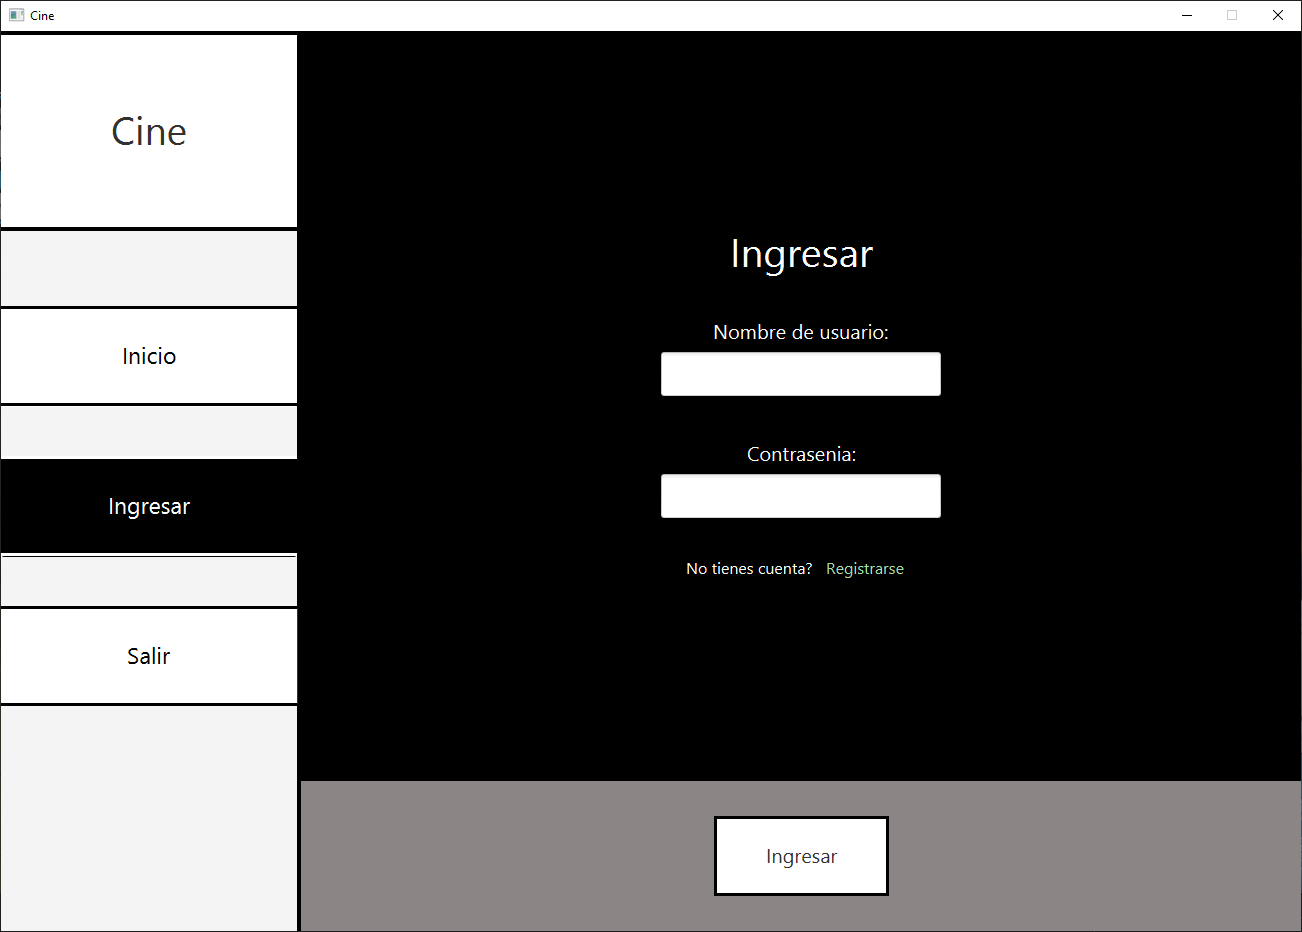 Cine
Cine
Inicio
Ingresar
Salir
Ingresar
Nombre de usuario:
Contrasenia:
No tienes cuenta? Registrarse
Ingresar